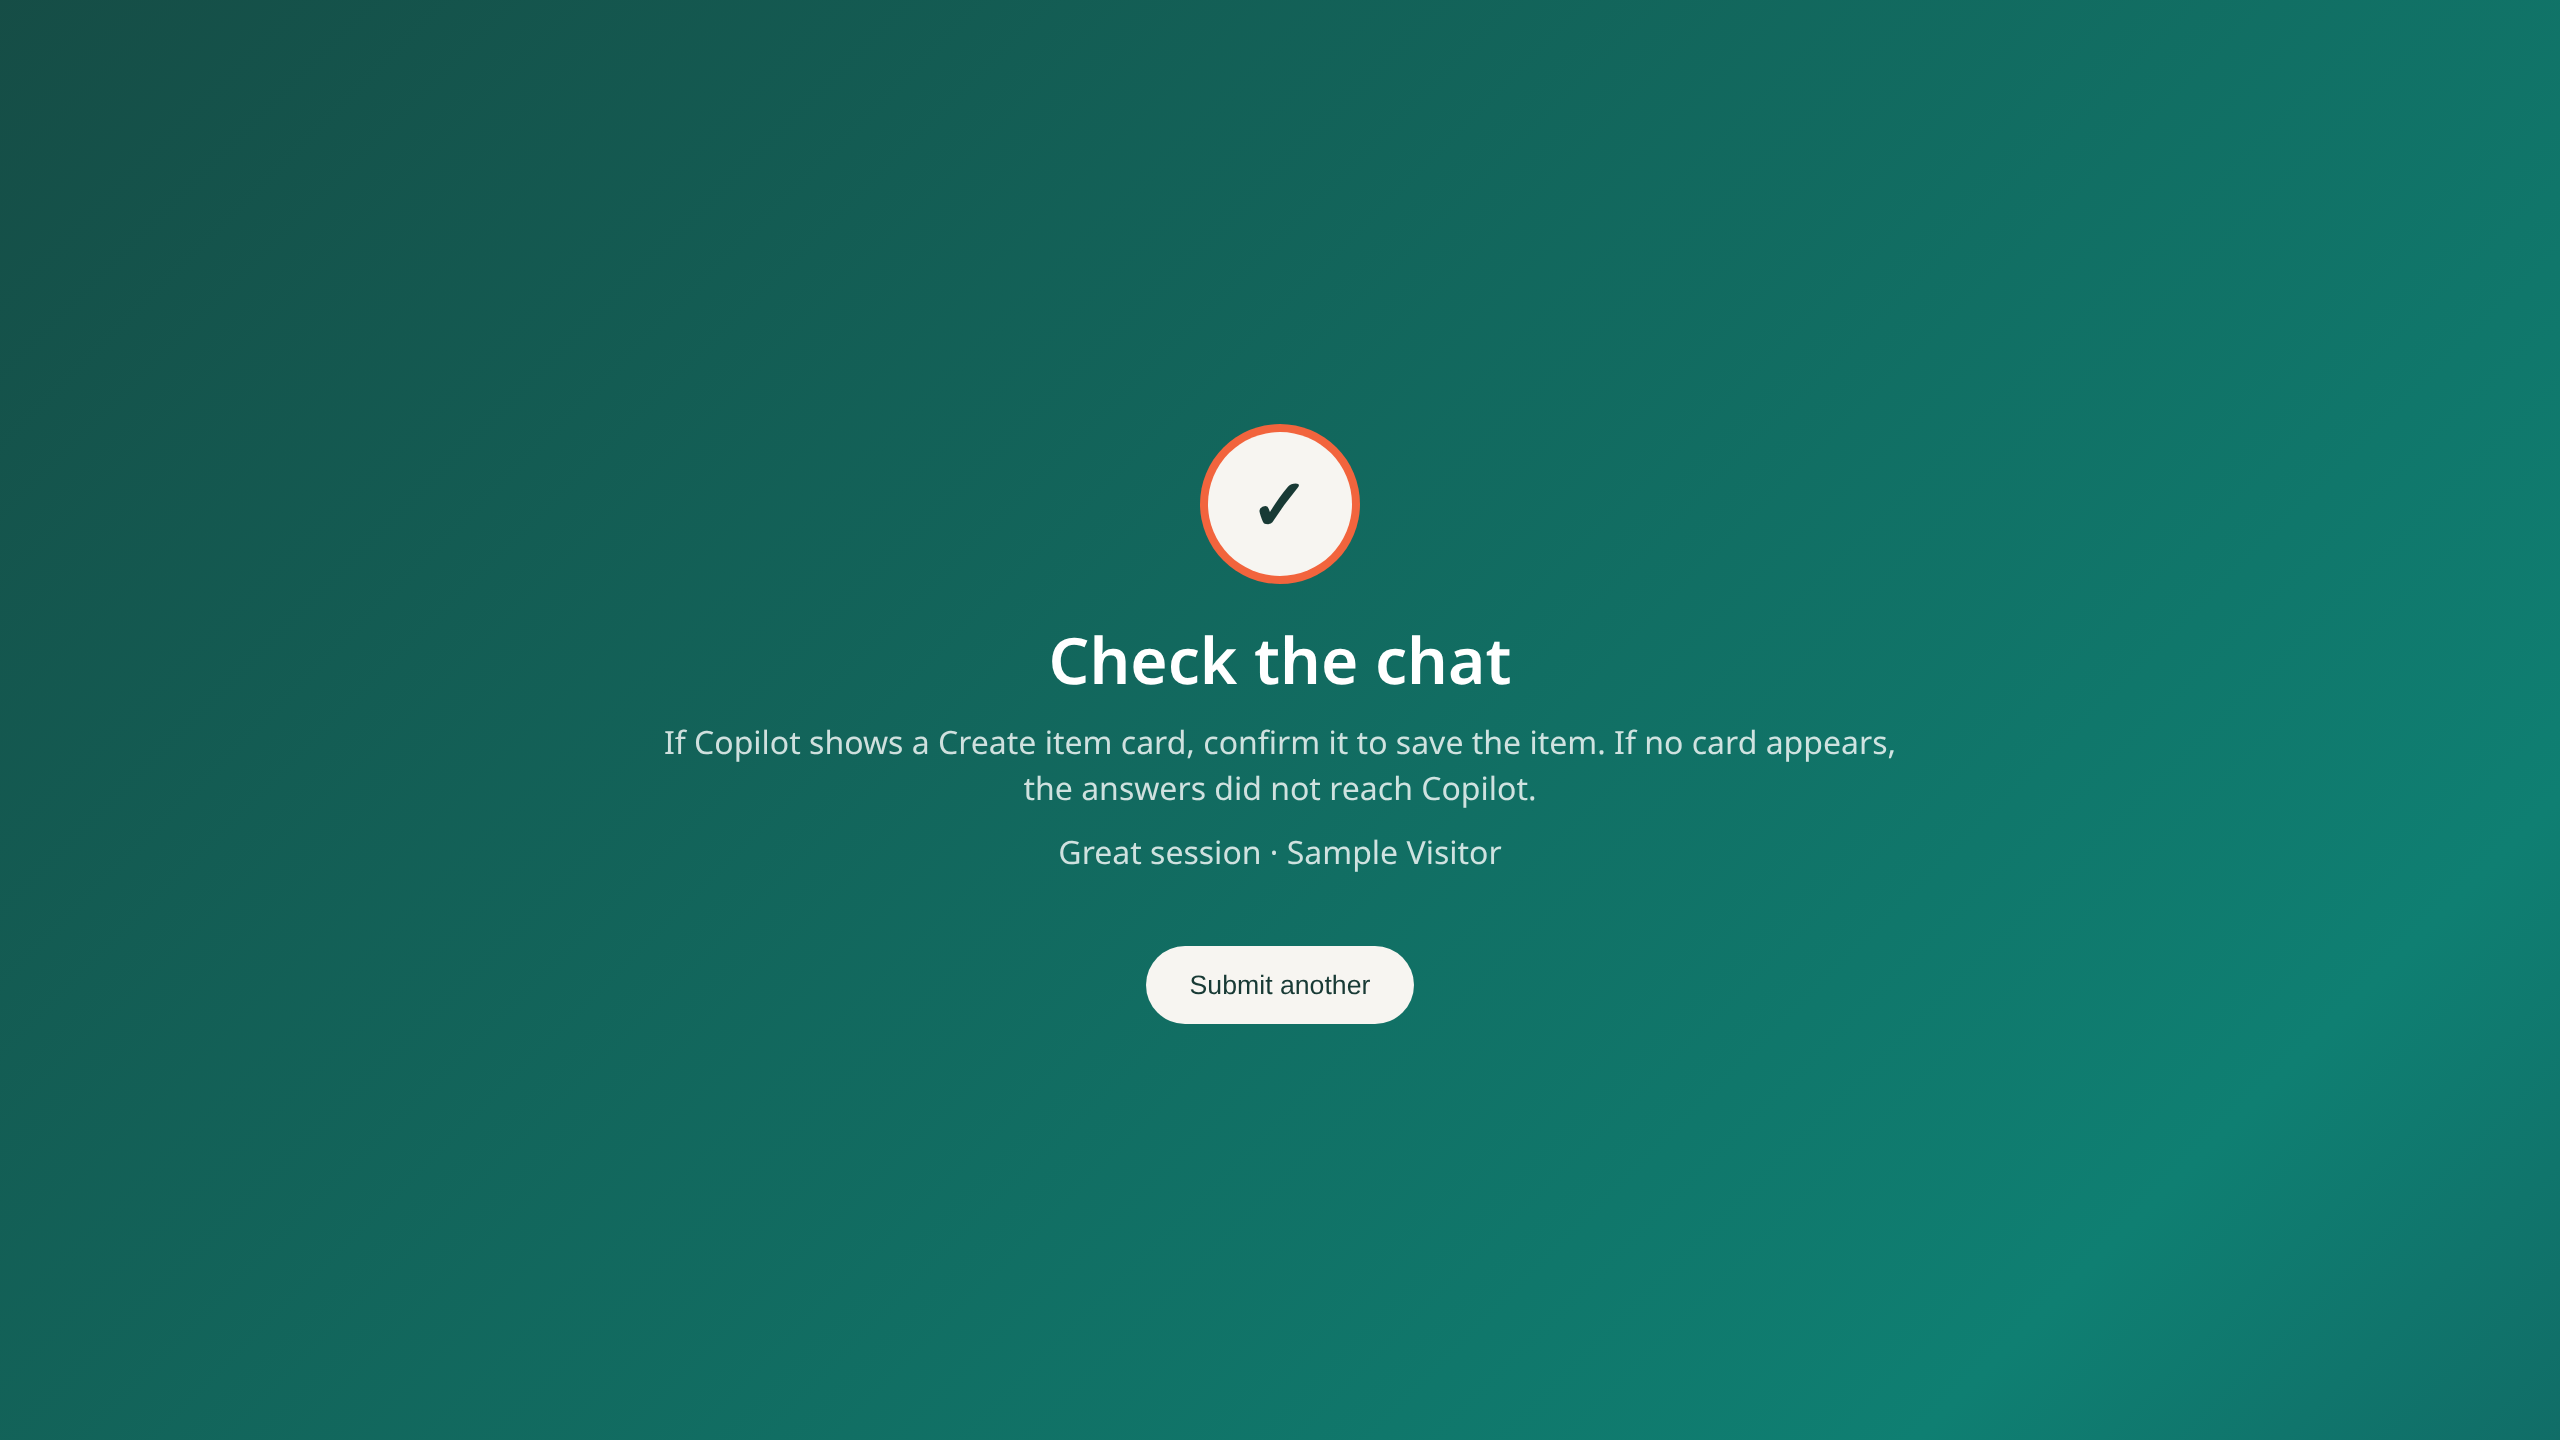 ✓
Check the chat
If Copilot shows a Create item card, confirm it to save the item. If no card appears,
the answers did not reach Copilot.
Great session · Sample Visitor
Submit another